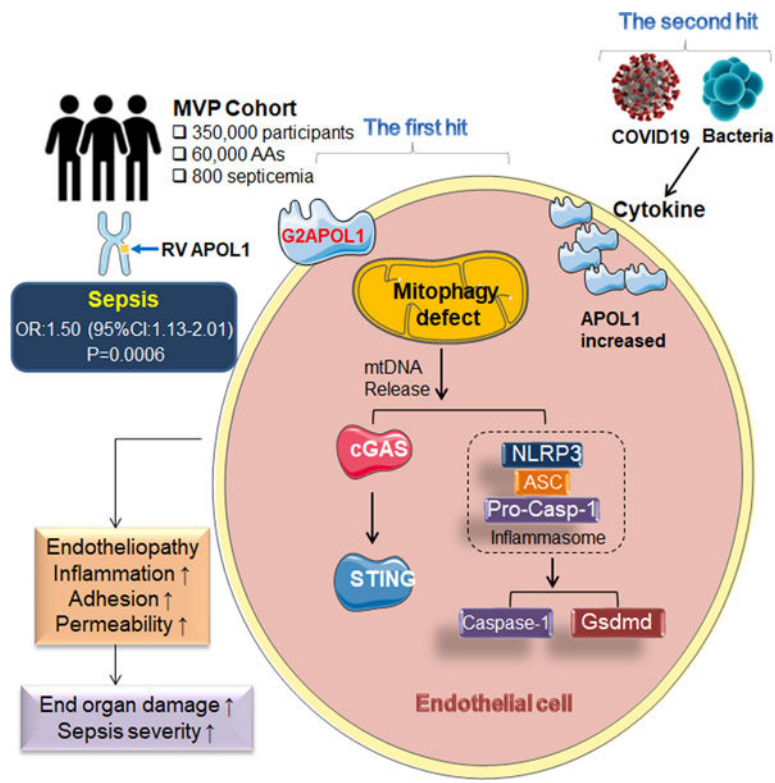 The second hit
COVID19
Bacteria
Cytokine
MVP Cohort
❑ 350,000 participants
❑ 60,000 AAs
❑ 800 septicemia
The first hit
RV APOL1
Sepsis
OR:1.50 (95%CI:1.13-2.01)
P=0.0006
G2APOL1
Mitophagy
defect
APOL1
increased
mtDNA
Release
cGAS
STING
NLRP3
ASC
Pro-Casp-1
Inflammasome
Caspase-1
Gsdmd
Endothelial cell
Endotheliopathy
Inflammation ↑
Adhesion ↑
Permeability ↑
End organ damage ↑
Sepsis severity ↑